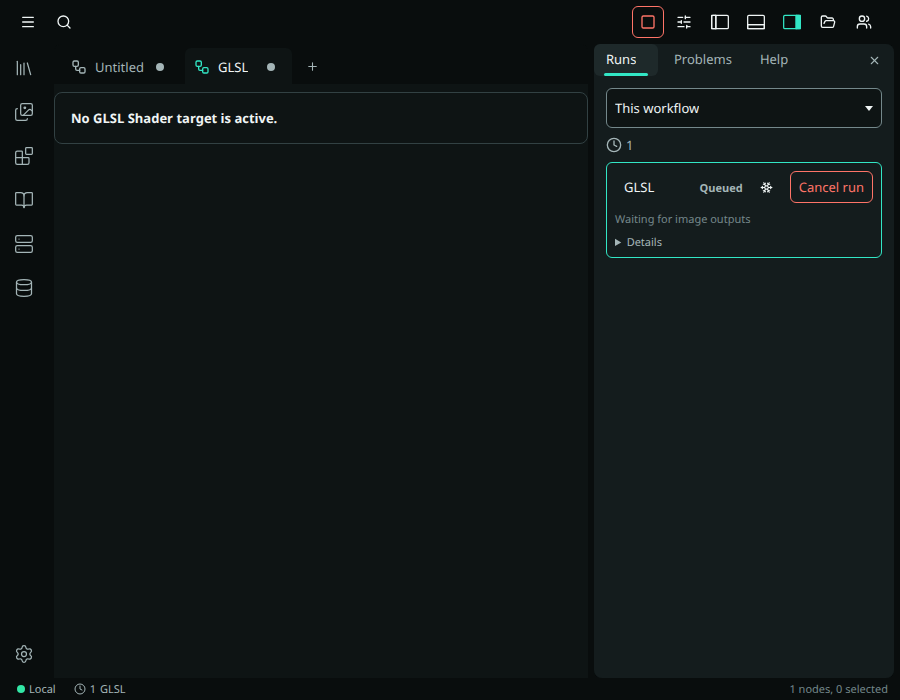 Untitled
GLSL
Runs
Problems
Help
No GLSL Shader target is active.
This workflow
1
GLSL
Queued
Cancel run
Waiting for image outputs
Details
Local
1 GLSL
1 nodes, 0 selected